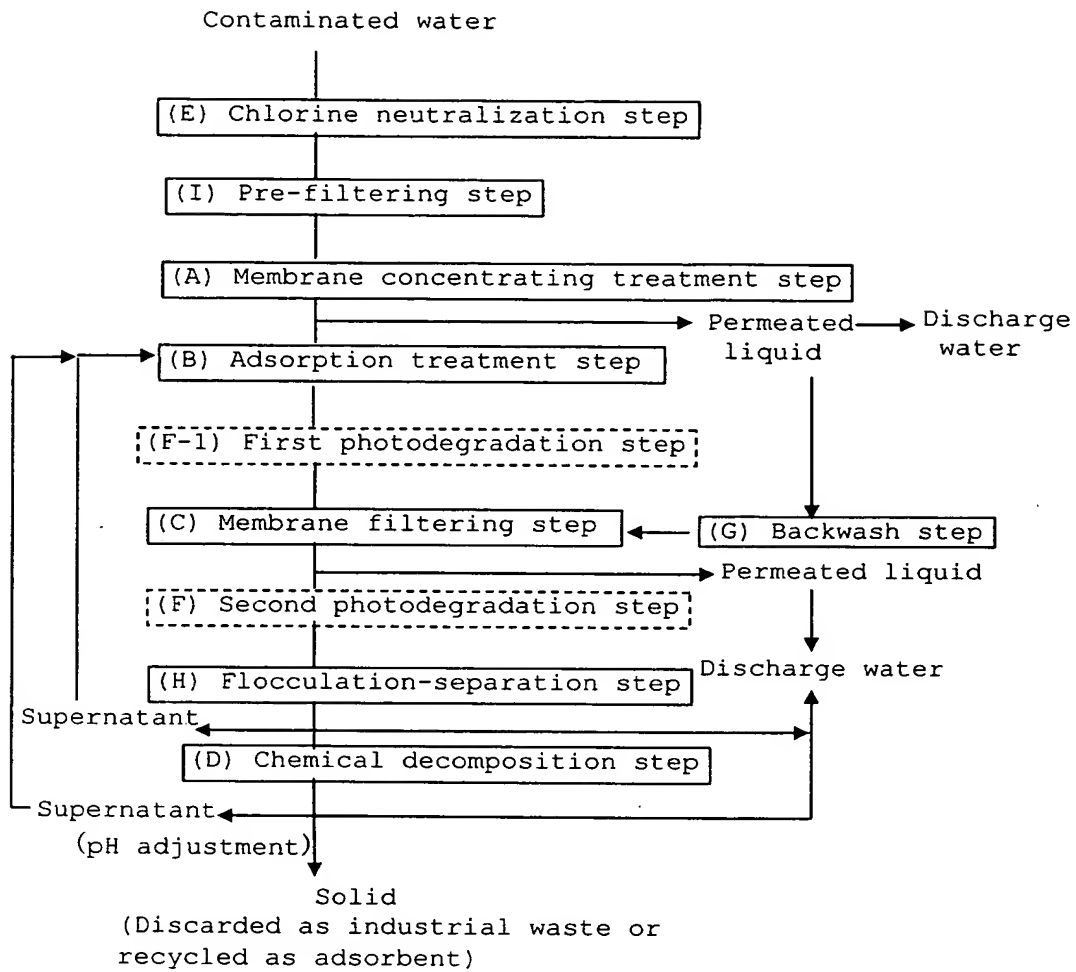 Contaminated water
(E) Chlorine neutralization step
(I) Pre-filtering step
(A) Membrane concentrating treatment step
Permeated liquid
Discharge water
(B) Adsorption treatment step
(F-1) First photodegradation step
(C) Membrane filtering step
(G) Backwash step
Permeated liquid
(F) Second photodegradation step
Discharge water
(H) Flocculation-separation step
Supernatant
(D) Chemical decomposition step
Supernatant
(pH adjustment)
Solid
(Discarded as industrial waste or
recycled as adsorbent)